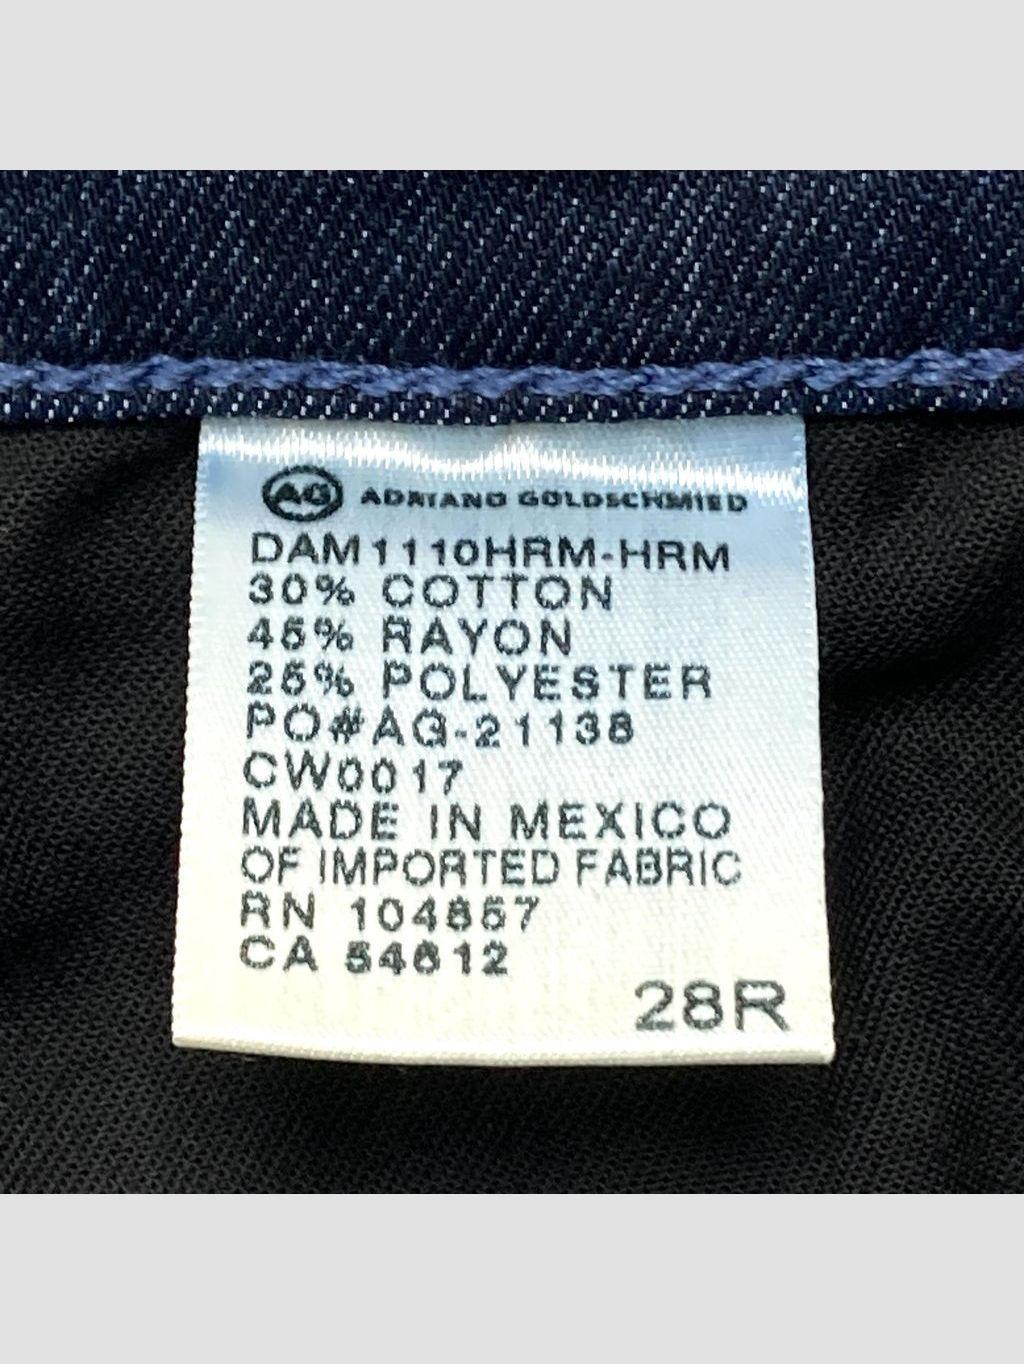 AG ADRIANO GOLDSCHMIED
DAM1110HRM-HRM
30% COTTON
45% RAYON
25% POLYESTER
PO#AG-21138
CW0017
MADE IN MEXICO
OF IMPORTED FABRIC
RN 104857
CA 54612
28R